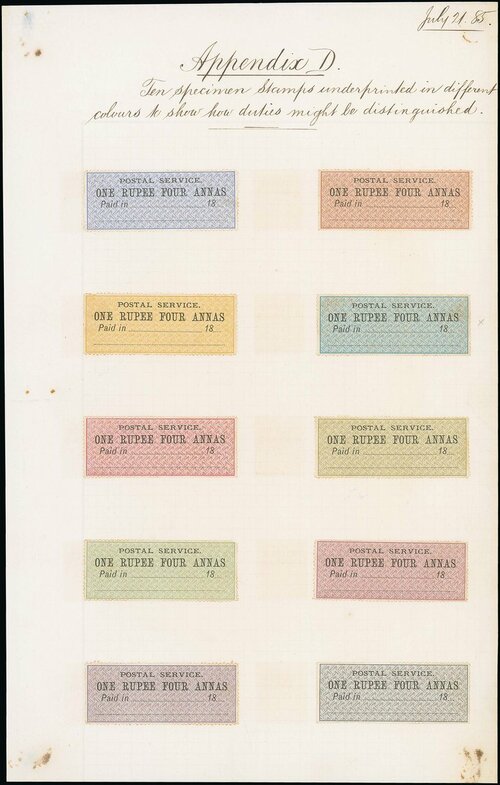 July 21. 85.
Appendix D.
Ten specimen Stamps underprinted in different
colours to show how duties might be distinguished.
POSTAL SERVICE.
ONE RUPEE FOUR ANNAS
Paid in 18
POSTAL SERVICE.
ONE RUPEE FOUR ANNAS
Paid in 18
POSTAL SERVICE.
ONE RUPEE FOUR ANNAS
Paid in 18
POSTAL SERVICE.
ONE RUPEE FOUR ANNAS
Paid in 18
POSTAL SERVICE.
ONE RUPEE FOUR ANNAS
Paid in 18
POSTAL SERVICE.
ONE RUPEE FOUR ANNAS
Paid in 18
POSTAL SERVICE.
ONE RUPEE FOUR ANNAS
Paid in 18
POSTAL SERVICE.
ONE RUPEE FOUR ANNAS
Paid in 18
POSTAL SERVICE.
ONE RUPEE FOUR ANNAS
Paid in 18
POSTAL SERVICE.
ONE RUPEE FOUR ANNAS
Paid in 18